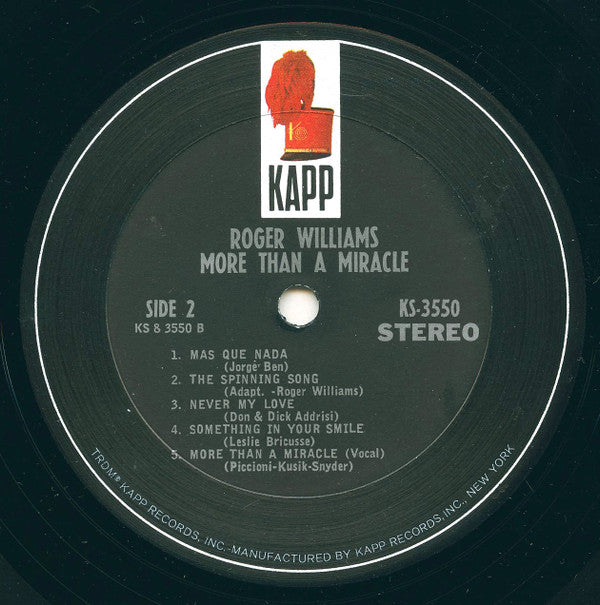 K
KAPP
ROGER WILLIAMS
MORE THAN A MIRACLE
SIDE 2
KS & 3550 B
KS-3550
STEREO
1. MAS QUE NADA
(Jorge Ben)
2. THE SPINNING SONG
(Adapt. -Roger Williams)
3. NEVER MY LOVE
(Don & Dick Addrisi)
4. SOMETHING IN YOUR SMILE
(Leslie Bricusse)
5. MORE THAN A MIRACLE (Vocal)
(Piccioni-Kusik-Snyder)
TRDM® KAPP RECORDS, INC.-MANUFACTURED BY KAPP RECORDS, INC., NEW YORK